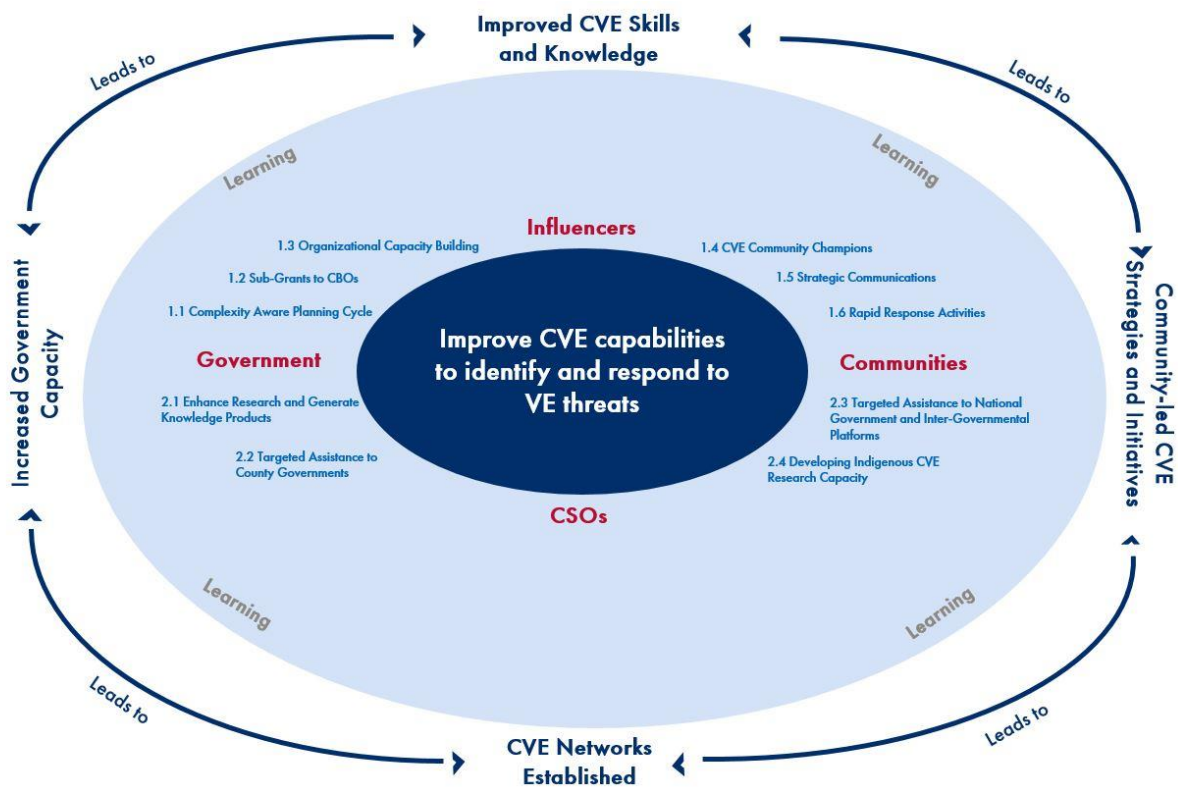 Improved CVE Skills
and Knowledge
Leads to
Leads to
Learning
Learning
Influencers
1.3 Organizational Capacity Building
1.4 CVE Community Champions
1.2 Sub-Grants to CBOs
1.5 Strategic Communications
1.1 Complexity Aware Planning Cycle
1.6 Rapid Response Activities
Increased Government
Capacity
Improve CVE capabilities
to identify and respond to
VE threats
Community-led CVE
Strategies and Initiatives
Government
Communities
2.1 Enhance Research and Generate
Knowledge Products
2.3 Targeted Assistance to National
Government and Inter-Governmental
Platforms
2.2 Targeted Assistance to
County Governments
2.4 Developing Indigenous CVE
Research Capacity
CSOs
Learning
Learning
Leads to
Leads to
CVE Networks
Established